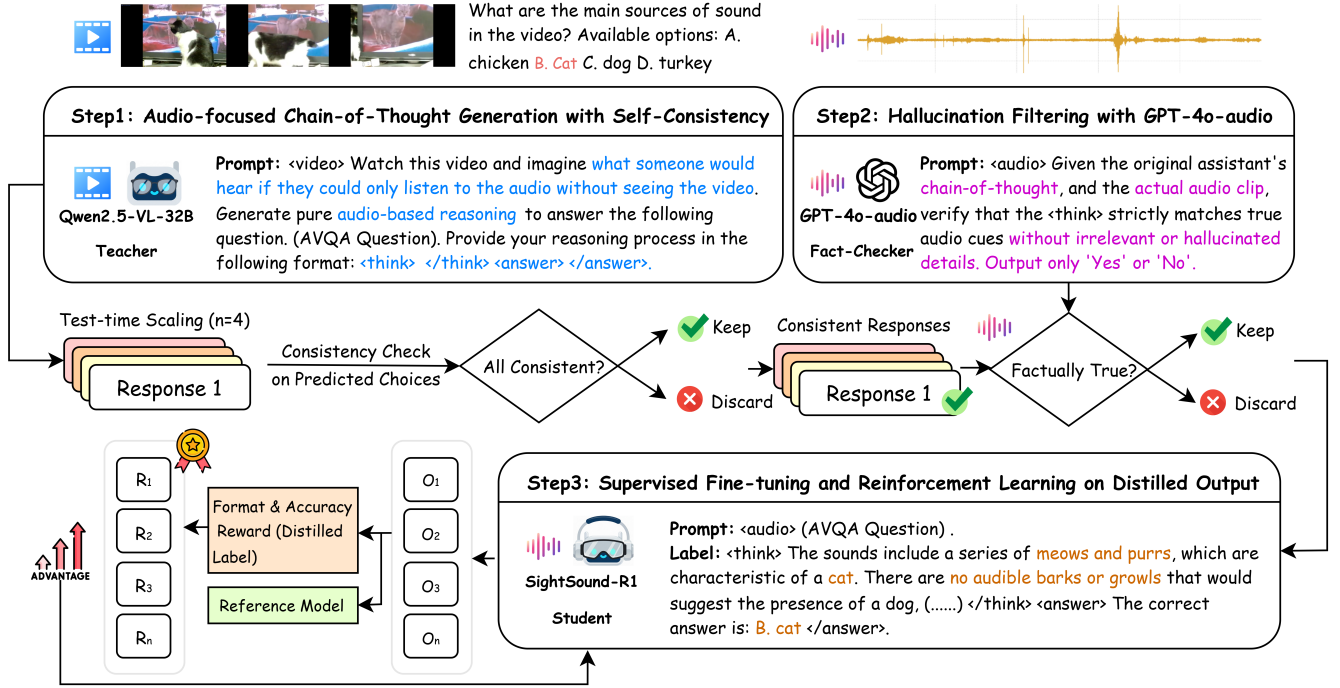 What are the main sources of sound
in the video? Available options: A.
chicken B. Cat C. dog D. turkey
Step1: Audio-focused Chain-of-Thought Generation with Self-Consistency
Qwen2.5-VL-32B
Teacher
Prompt: <video> Watch this video and imagine what someone would
hear if they could only listen to the audio without seeing the video.
Generate pure audio-based reasoning to answer the following
question. (AVQA Question). Provide your reasoning process in the
following format: <think> </think> <answer> </answer>.
Step2: Hallucination Filtering with GPT-4o-audio
GPT-4o-audio
Fact-Checker
Prompt: <audio> Given the original assistant's
chain-of-thought, and the actual audio clip,
verify that the <think> strictly matches true
audio cues without irrelevant or hallucinated
details. Output only 'Yes' or 'No'.
Test-time Scaling (n=4)
Response 1
Consistency Check
on Predicted Choices
All Consistent?
Keep
Discard
Consistent Responses
Response 1
Factually True?
Keep
Discard
Step3: Supervised Fine-tuning and Reinforcement Learning on Distilled Output
SightSound-R1
Student
Prompt: <audio> (AVQA Question) .
Label: <think> The sounds include a series of meows and purrs, which are
characteristic of a cat. There are no audible barks or growls that would
suggest the presence of a dog, (......) </think> <answer> The correct
answer is: B. cat </answer>.
O1
O2
O3
On
Format & Accuracy
Reward (Distilled
Label)
Reference Model
R1
R2
R3
Rn
ADVANTAGE